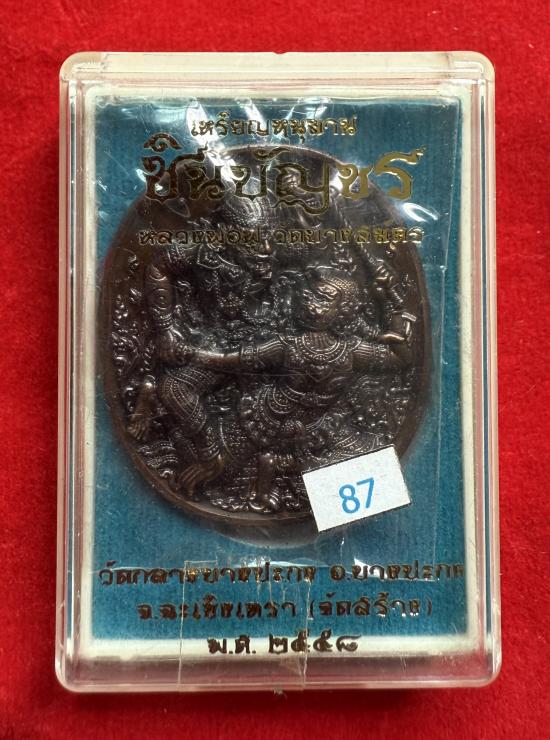 เหรียญหนุมาน
ชินบัญชร
หลวงพ่อฟู วัดบางสมัคร
87
วัดกลางบางปะกง อ.บางปะกง
จ.ฉะเชิงเทรา (จัดสร้าง)
พ.ศ. ๒๕๕๘